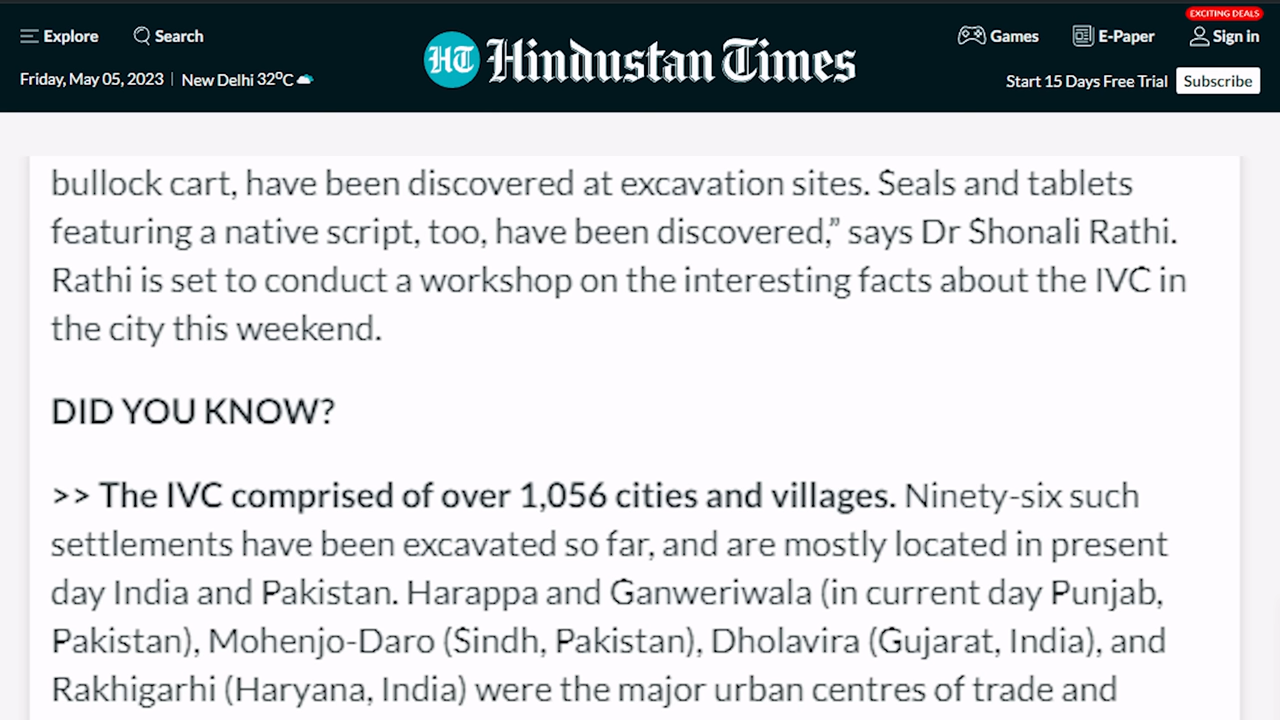 EXCITING DEALS
Explore Search HT Hindustan Times Games E-Paper Sign in
Friday, May 05, 2023 | New Delhi 32°C Start 15 Days Free Trial Subscribe
bullock cart, have been discovered at excavation sites. Seals and tablets
featuring a native script, too, have been discovered,” says Dr Shonali Rathi.
Rathi is set to conduct a workshop on the interesting facts about the IVC in
the city this weekend.
DID YOU KNOW?
>> The IVC comprised of over 1,056 cities and villages. Ninety-six such
settlements have been excavated so far, and are mostly located in present
day India and Pakistan. Harappa and Ganweriwala (in current day Punjab,
Pakistan), Mohenjo-Daro (Sindh, Pakistan), Dholavira (Gujarat, India), and
Rakhigarhi (Haryana, India) were the major urban centres of trade and